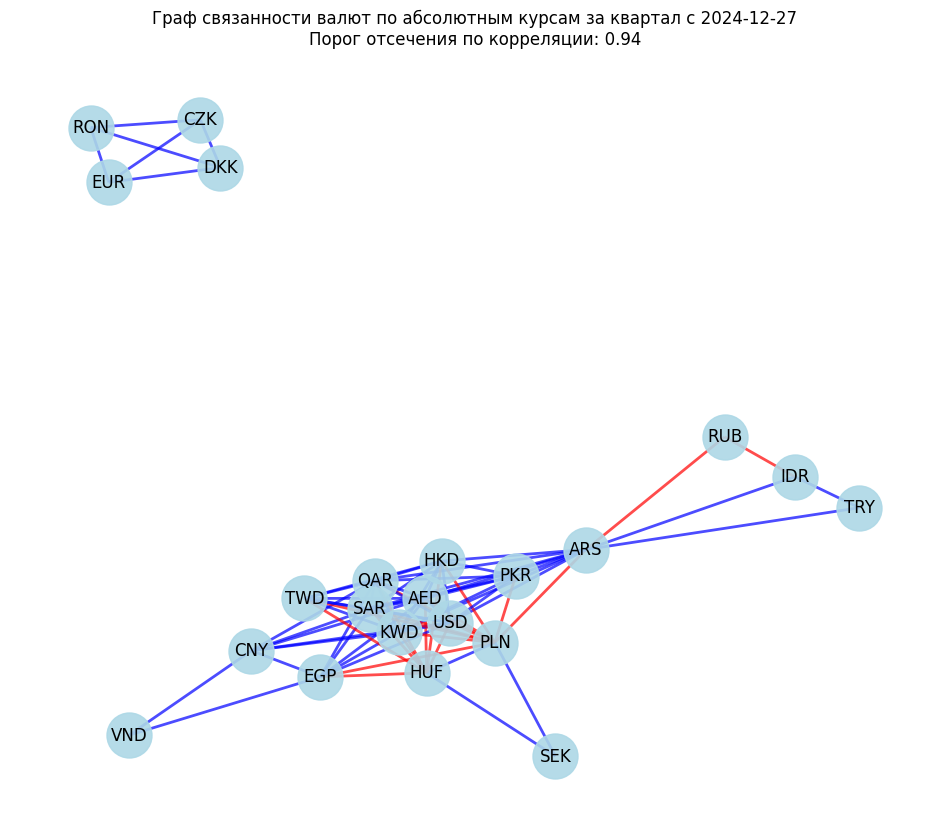 Граф связанности валют по абсолютным курсам за квартал с 2024-12-27
Порог отсечения по корреляции: 0.94
CZK
RON
DKK
EUR
RUB
IDR
TRY
ARS
HKD
PKR
QAR
TWD
AED
SAR
USD
KWD
PLN
CNY
HUF
EGP
VND
SEK